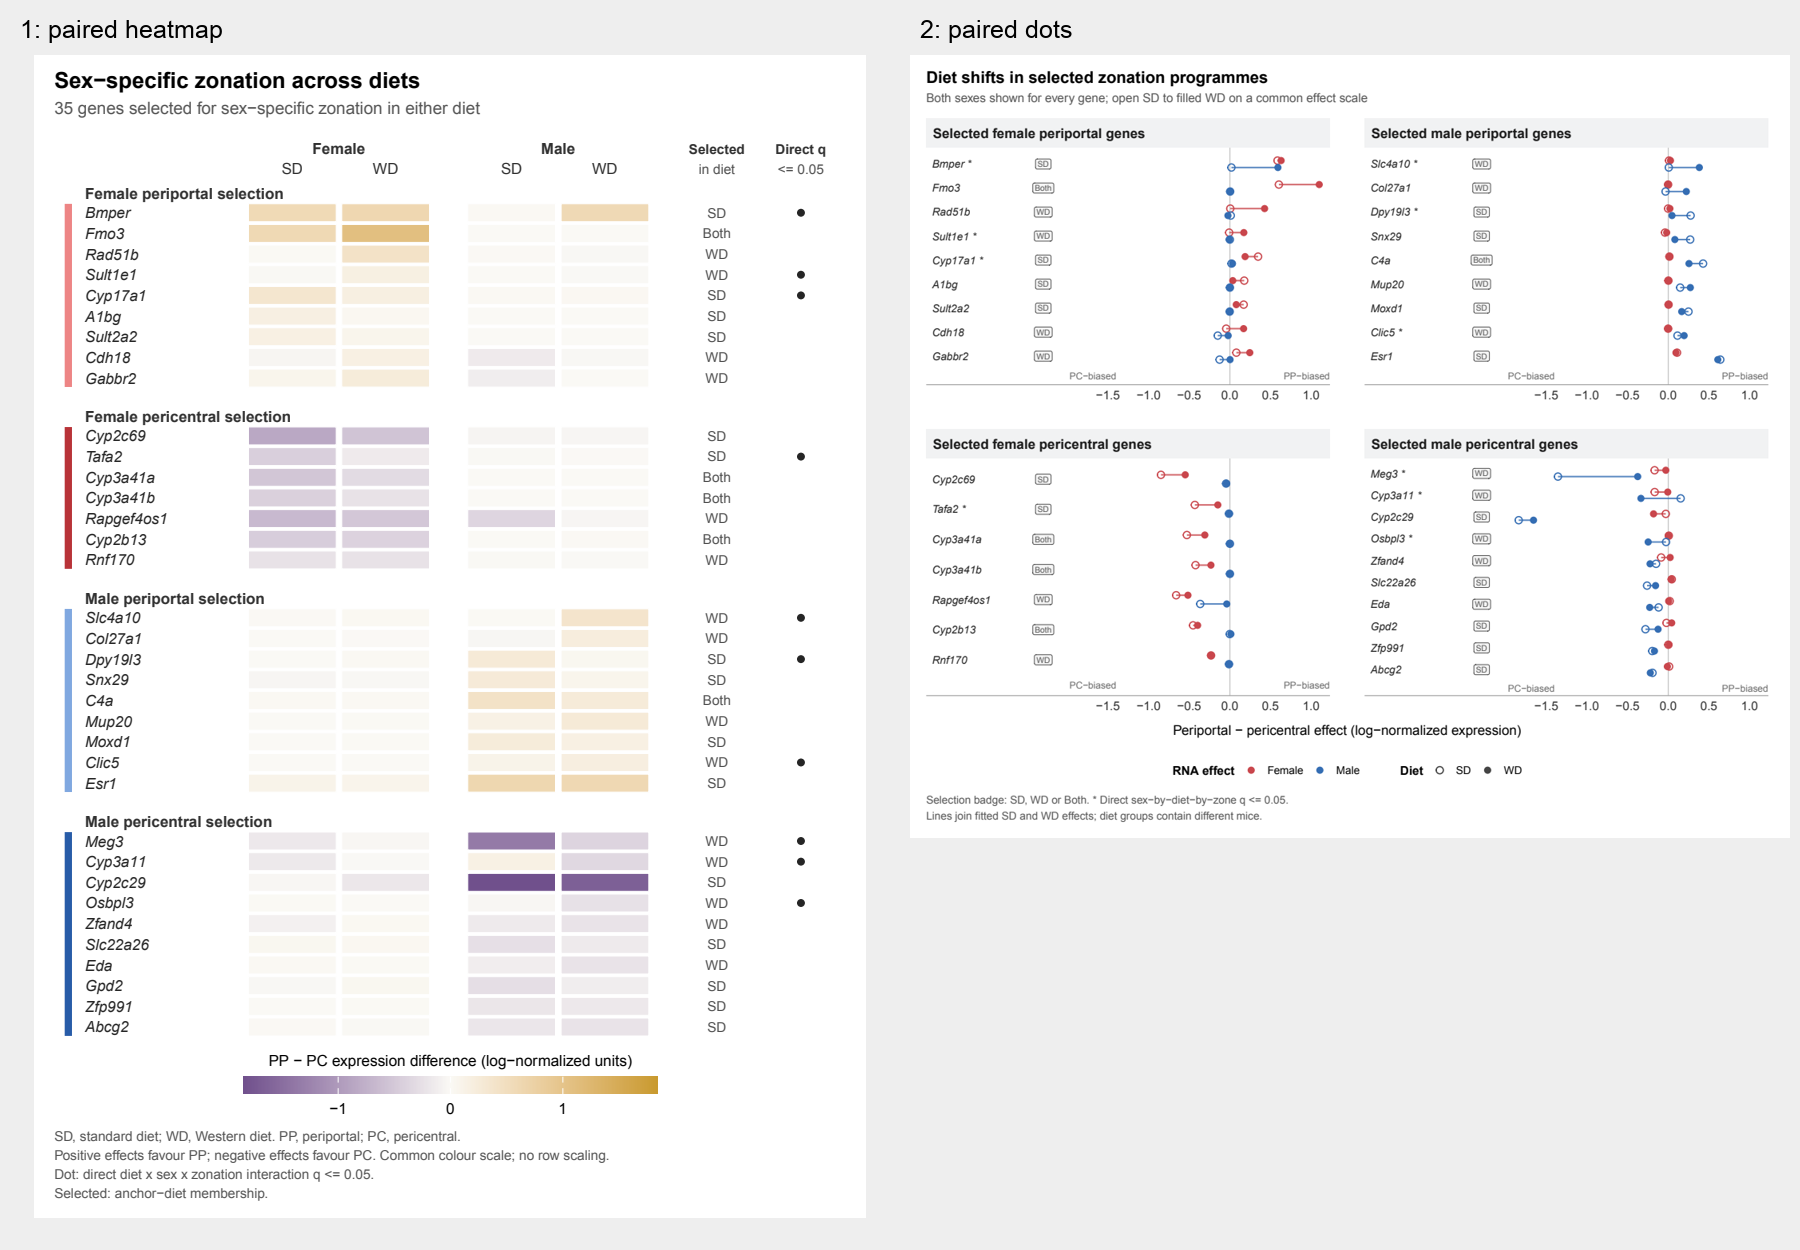 1: paired heatmap
Sex−specific zonation across diets
35 genes selected for sex−specific zonation in either diet
Female Male Selected Direct q
SD WD SD WD in diet <= 0.05
Female periportal selection
Bmper SD ●
Fmo3 Both
Rad51b WD
Sult1e1 WD ●
Cyp17a1 SD ●
A1bg SD
Sult2a2 SD
Cdh18 WD
Gabbr2 WD
Female pericentral selection
Cyp2c69 SD
Tafa2 SD ●
Cyp3a41a Both
Cyp3a41b Both
Rapgef4os1 WD
Cyp2b13 Both
Rnf170 WD
Male periportal selection
Slc4a10 WD ●
Col27a1 WD
Dpy19l3 SD ●
Snx29 SD
C4a Both
Mup20 WD
Moxd1 SD
Clic5 WD ●
Esr1 SD
Male pericentral selection
Meg3 WD ●
Cyp3a11 WD ●
Cyp2c29 SD
Osbpl3 WD ●
Zfand4 WD
Slc22a26 SD
Eda WD
Gpd2 SD
Zfp991 SD
Abcg2 SD
PP − PC expression difference (log−normalized units)
−1 0 1
SD, standard diet; WD, Western diet. PP, periportal; PC, pericentral.
Positive effects favour PP; negative effects favour PC. Common colour scale; no row scaling.
Dot: direct diet x sex x zonation interaction q <= 0.05.
Selected: anchor−diet membership.
2: paired dots
Diet shifts in selected zonation programmes
Both sexes shown for every gene; open SD to filled WD on a common effect scale
Selected female periportal genes
Bmper * SD
Fmo3 Both
Rad51b WD
Sult1e1 * WD
Cyp17a1 * SD
A1bg SD
Sult2a2 SD
Cdh18 WD
Gabbr2 WD
PC−biased PP−biased
−1.5 −1.0 −0.5 0.0 0.5 1.0
Selected male periportal genes
Slc4a10 * WD
Col27a1 WD
Dpy19l3 * SD
Snx29 SD
C4a Both
Mup20 WD
Moxd1 SD
Clic5 * WD
Esr1 SD
PC−biased PP−biased
−1.5 −1.0 −0.5 0.0 0.5 1.0
Selected female pericentral genes
Cyp2c69 SD
Tafa2 * SD
Cyp3a41a Both
Cyp3a41b Both
Rapgef4os1 WD
Cyp2b13 Both
Rnf170 WD
PC−biased PP−biased
−1.5 −1.0 −0.5 0.0 0.5 1.0
Selected male pericentral genes
Meg3 * WD
Cyp3a11 * WD
Cyp2c29 SD
Osbpl3 * WD
Zfand4 WD
Slc22a26 SD
Eda WD
Gpd2 SD
Zfp991 SD
Abcg2 SD
PC−biased PP−biased
−1.5 −1.0 −0.5 0.0 0.5 1.0
Periportal − pericentral effect (log−normalized expression)
RNA effect Female Male Diet SD WD
Selection badge: SD, WD or Both. * Direct sex−by−diet−by−zone q <= 0.05.
Lines join fitted SD and WD effects; diet groups contain different mice.